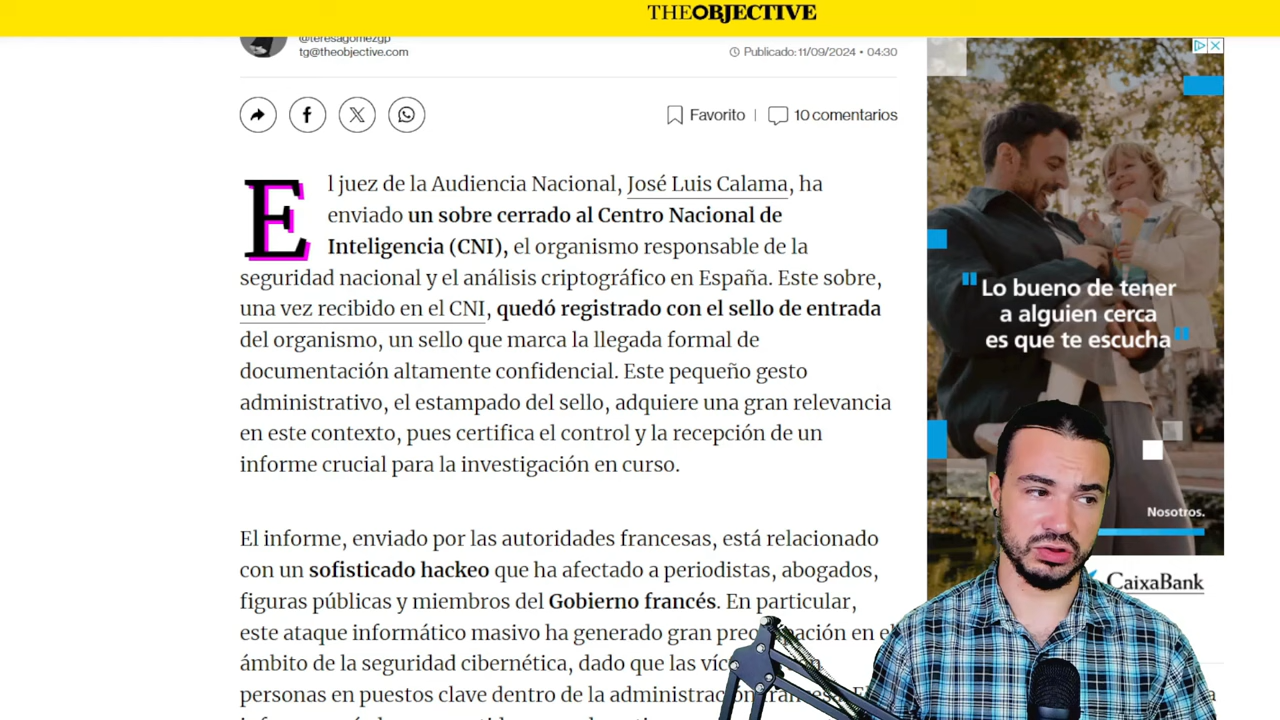 THEOBJECTIVE
@teresagomezgp
tg@theobjective.com
Publicado: 11/09/2024 • 04:30
Favorito | 10 comentarios
El juez de la Audiencia Nacional, José Luis Calama, ha
enviado un sobre cerrado al Centro Nacional de
Inteligencia (CNI), el organismo responsable de la
seguridad nacional y el análisis criptográfico en España. Este sobre,
una vez recibido en el CNI, quedó registrado con el sello de entrada
del organismo, un sello que marca la llegada formal de
documentación altamente confidencial. Este pequeño gesto
administrativo, el estampado del sello, adquiere una gran relevancia
en este contexto, pues certifica el control y la recepción de un
informe crucial para la investigación en curso.
El informe, enviado por las autoridades francesas, está relacionado
con un sofisticado hackeo que ha afectado a periodistas, abogados,
figuras públicas y miembros del Gobierno francés. En particular,
este ataque informático masivo ha generado gran en el
ámbito de la seguridad cibernética, dado que las
personas en puestos clave dentro de la administración
"Lo bueno de tener
a alguien cerca
es que te escucha"
Nosotros.
CaixaBank